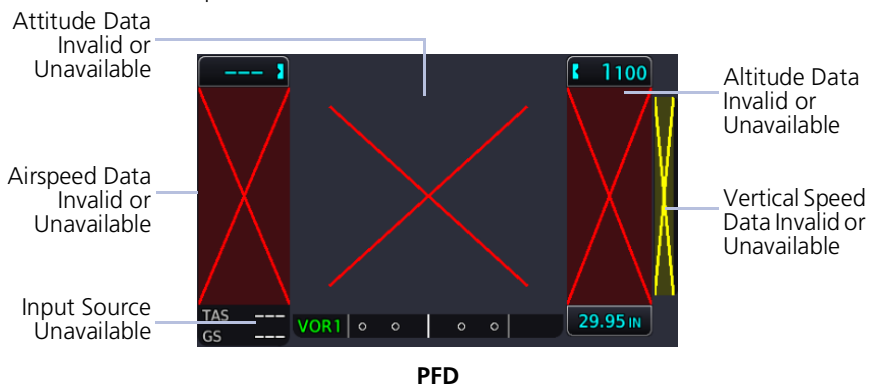 Attitude Data
Invalid or
Unavailable
--- 
1100
Altitude Data
Invalid or
Unavailable
Airspeed Data
Invalid or
Unavailable
Vertical Speed
Data Invalid or
Unavailable
Input Source
Unavailable
TAS ---
GS ---
VOR1
29.95 IN
PFD